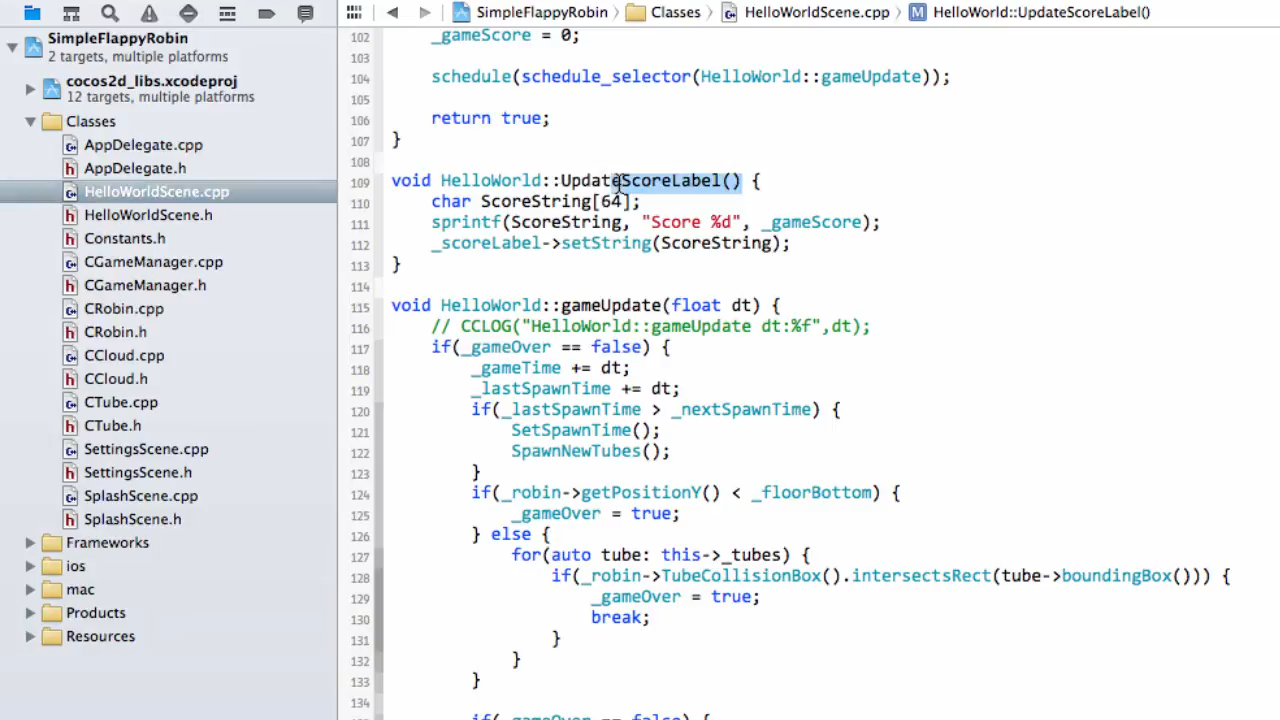 SimpleFlappyRobin
2 targets, multiple platforms
cocos2d_libs.xcodeproj
12 targets, multiple platforms
Classes
AppDelegate.cpp
AppDelegate.h
HelloWorldScene.cpp
HelloWorldScene.h
Constants.h
CGameManager.cpp
CGameManager.h
CRobin.cpp
CRobin.h
CCloud.cpp
CCloud.h
CTube.cpp
CTube.h
SettingsScene.cpp
SettingsScene.h
SplashScene.cpp
SplashScene.h
Frameworks
ios
mac
Products
Resources
SimpleFlappyRobin Classes HelloWorldScene.cpp M HelloWorld::UpdateScoreLabel()
102 _gameScore = 0;
103
104 schedule(schedule_selector(HelloWorld::gameUpdate));
105
106 return true;
107 }
108
109 void HelloWorld::UpdateScoreLabel() {
110 char ScoreString[64];
111 sprintf(ScoreString, "Score %d", _gameScore);
112 _scoreLabel->setString(ScoreString);
113 }
114
115 void HelloWorld::gameUpdate(float dt) {
116 // CCLOG("HelloWorld::gameUpdate dt:%f",dt);
117 if(_gameOver == false) {
118 _gameTime += dt;
119 _lastSpawnTime += dt;
120 if(_lastSpawnTime > _nextSpawnTime) {
121 SetSpawnTime();
122 SpawnNewTubes();
123 }
124 if(_robin->getPositionY() < _floorBottom) {
125 _gameOver = true;
126 } else {
127 for(auto tube: this->_tubes) {
128 if(_robin->TubeCollisionBox().intersectsRect(tube->boundingBox())) {
129 _gameOver = true;
130 break;
131 }
132 }
133 }
134
if(_gameOver == false) {